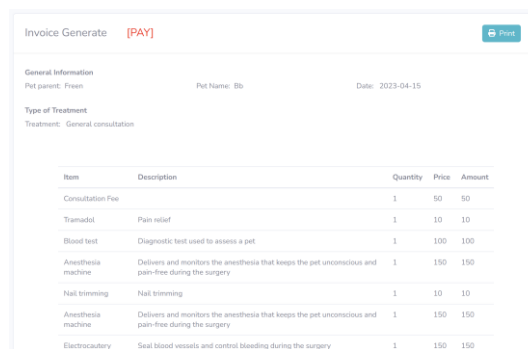 Invoice Generate [PAY]
Print
General Information
Pet parent: Freen Pet Name: Bb Date: 2023-04-15
Type of Treatment
Treatment: General consultation
Item Description Quantity Price Amount
Consultation Fee 1 50 50
Tramadol Pain relief 1 10 10
Blood test Diagnostic test used to assess a pet 1 100 100
Anesthesia Delivers and monitors the anesthesia that keeps the pet unconscious and 1 150 150
machine pain-free during the surgery
Nail trimming Nail trimming 1 10 10
Anesthesia Delivers and monitors the anesthesia that keeps the pet unconscious and 1 150 150
machine pain-free during the surgery
Electrocautery Seal blood vessels and control bleeding during the surgery 1 150 150